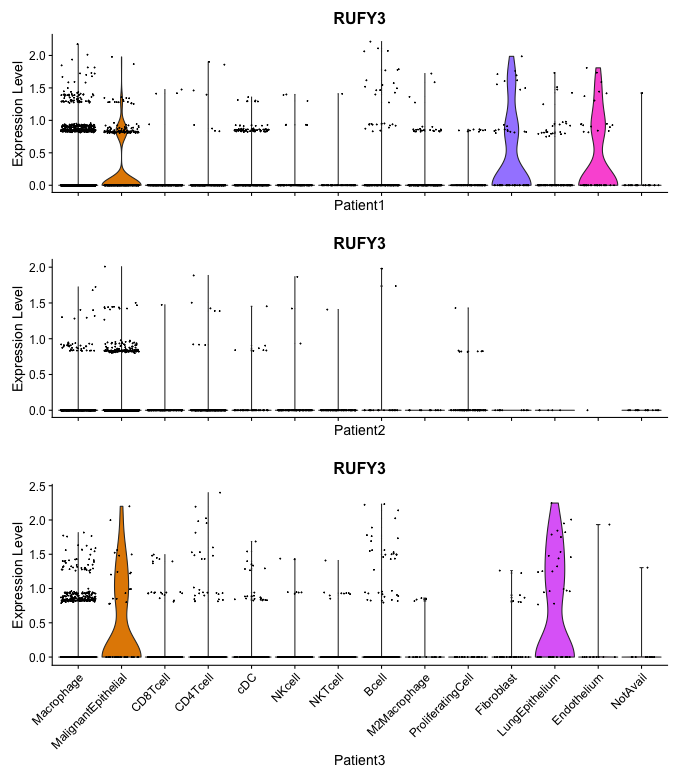 RUFY3
Expression Level
2.0
1.5
1.0
0.5
0.0
Patient1
RUFY3
Expression Level
2.0
1.5
1.0
0.5
0.0
Patient2
RUFY3
Expression Level
2.5
2.0
1.5
1.0
0.5
0.0
Macrophage
MalignantEpithelial
CD8Tcell
CD4Tcell
cDC
NKcell
NKTcell
Bcell
M2Macrophage
ProliferatingCell
Fibroblast
LungEpithelium
Endothelium
NotAvail
Patient3